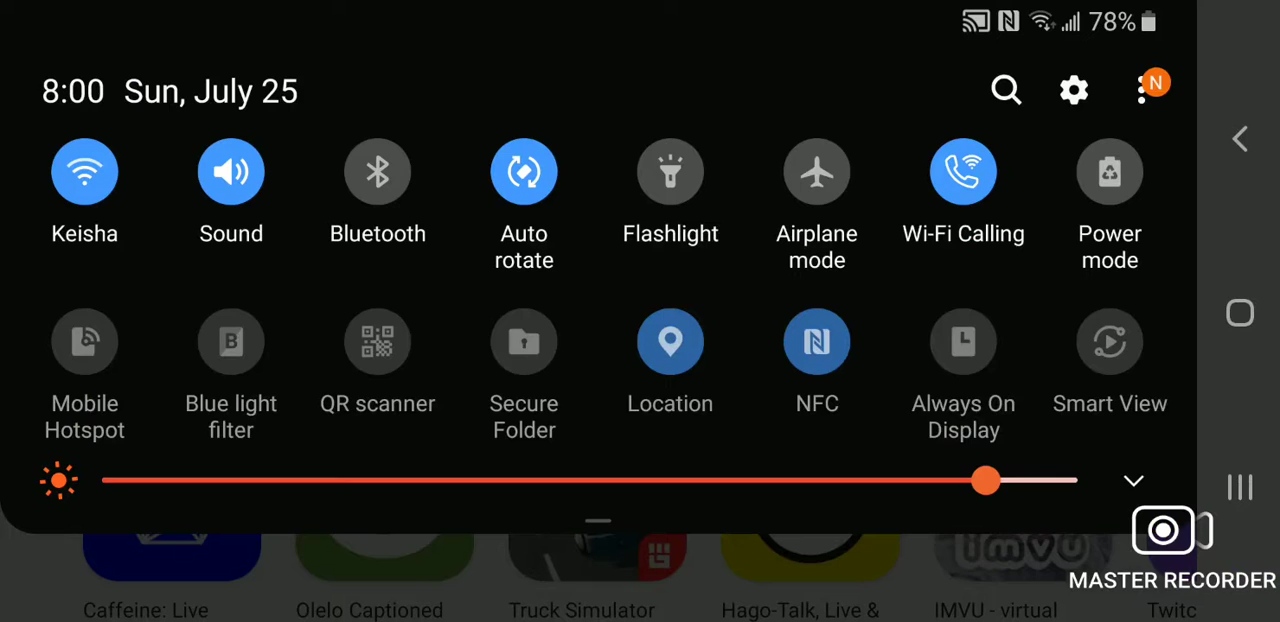 78%
8:00 Sun, July 25
N
Keisha
Sound
Bluetooth
Auto
rotate
Flashlight
Airplane
mode
Wi-Fi Calling
Power
mode
Mobile
Hotspot
B
Blue light
filter
QR scanner
Secure
Folder
Location
NFC
Always On
Display
Smart View
imvu
MASTER RECORDER
Caffeine: Live
Olelo Captioned
Truck Simulator
Hago-Talk, Live &
IMVU - virtual
Twitc